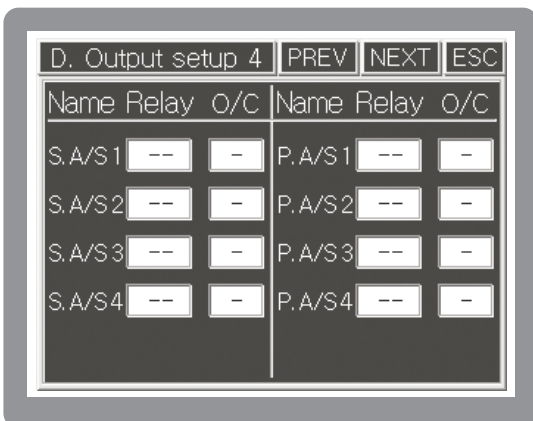 D. Output setup 4 PREV NEXT ESC
Name Relay O/C Name Relay O/C
S.A/S1 -- - P.A/S1 -- -
S.A/S2 -- - P.A/S2 -- -
S.A/S3 -- - P.A/S3 -- -
S.A/S4 -- - P.A/S4 -- -